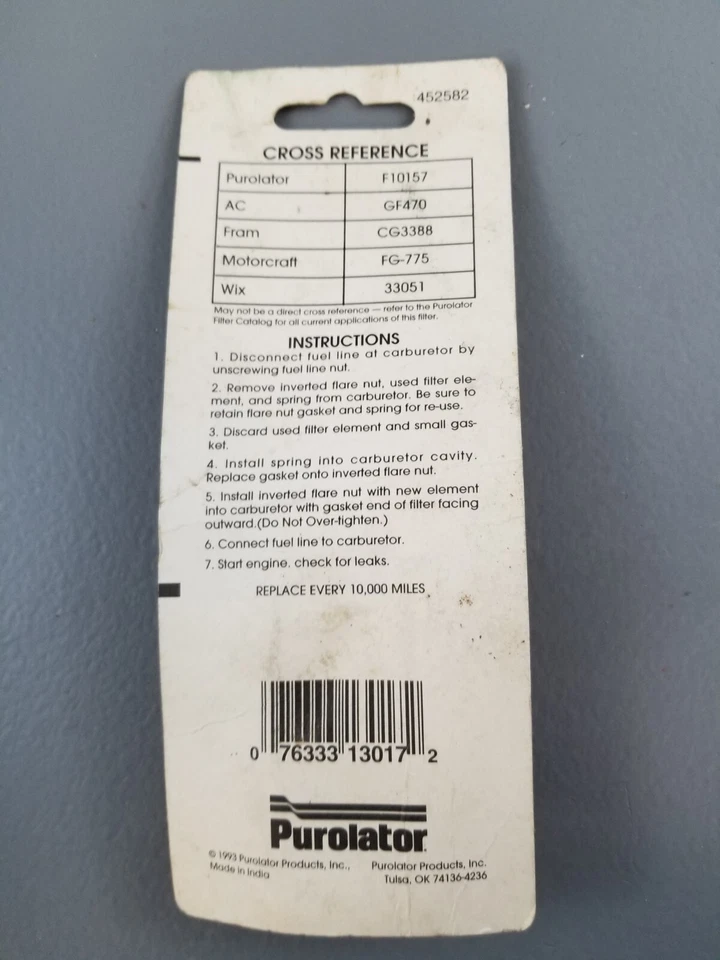 452582
CROSS REFERENCE
Purolator F10157
AC GF470
Fram CG3388
Motorcraft FG-775
Wix 33051
May not be a direct cross reference — refer to the Purolator
Filter Catalog for all current applications of this filter.
INSTRUCTIONS
1. Disconnect fuel line at carburetor by
unscrewing fuel line nut.
2. Remove inverted flare nut, used filter ele-
ment, and spring from carburetor. Be sure to
retain flare nut gasket and spring for re-use.
3. Discard used filter element and small gas-
ket.
4. Install spring into carburetor cavity.
Replace gasket onto inverted flare nut.
5. Install inverted flare nut with new element
into carburetor with gasket end of filter facing
outward.(Do Not Over-tighten.)
6. Connect fuel line to carburetor.
7. Start engine. check for leaks.
REPLACE EVERY 10,000 MILES
0 76333 13017 2
Purolator
© 1993 Purolator Products, Inc., Purolator Products, Inc.
Made in India Tulsa, OK 74136-4236